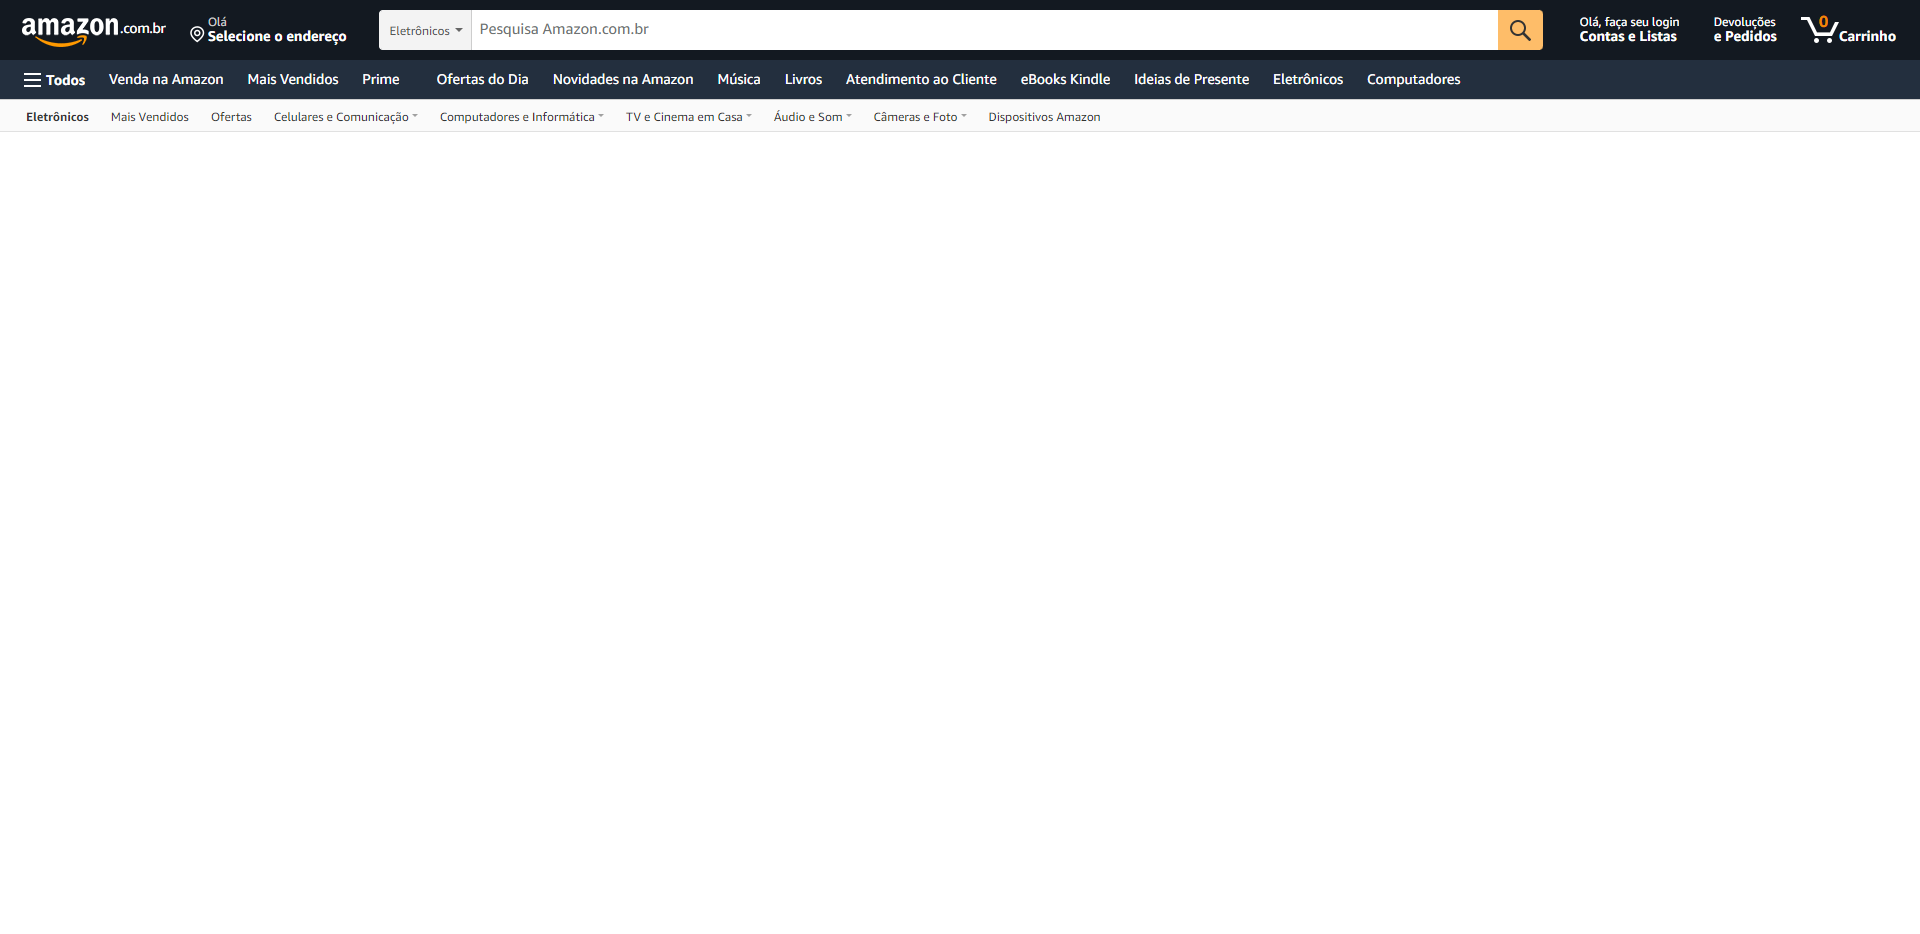 amazon.com.br
Olá
Selecione o endereço
Eletrônicos
Pesquisa Amazon.com.br
Olá, faça seu login
Contas e Listas
Devoluções
e Pedidos
0
Carrinho
Todos Venda na Amazon Mais Vendidos Prime Ofertas do Dia Novidades na Amazon Música Livros Atendimento ao Cliente eBooks Kindle Ideias de Presente Eletrônicos Computadores
Eletrônicos Mais Vendidos Ofertas Celulares e Comunicação Computadores e Informática TV e Cinema em Casa Áudio e Som Câmeras e Foto Dispositivos Amazon